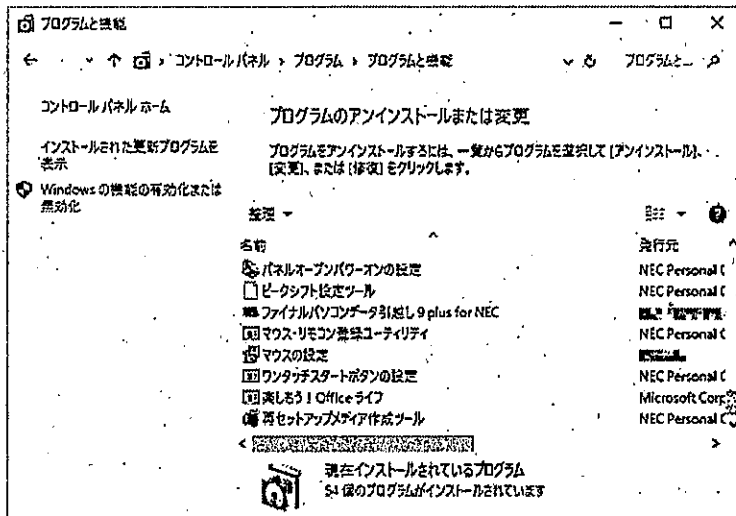 プログラムと機能
コントロール パネル › プログラム › プログラムと機能
プログラムと...
コントロール パネル ホーム
インストールされた更新プログラムを
表示
Windows の機能の有効化または
無効化
プログラムのアンインストールまたは変更
プログラムをアンインストールするには、一覧からプログラムを選択して [アンインストール]、
[変更]、または [修復] をクリックします。
整理
名前 発行元
パネルオープンパワーオンの設定 NEC Personal C
ピークシフト設定ツール NEC Personal C
ファイナルパソコンデータ引越し 9 plus for NEC
マウス・リモコン登録ユーティリティ NEC Personal C
マウスの設定
ワンタッチスタートボタンの設定 NEC Personal C
楽しもう！Office ライフ Microsoft Corp
再セットアップメディア作成ツール NEC Personal C
現在インストールされているプログラム
54 個のプログラムがインストールされています